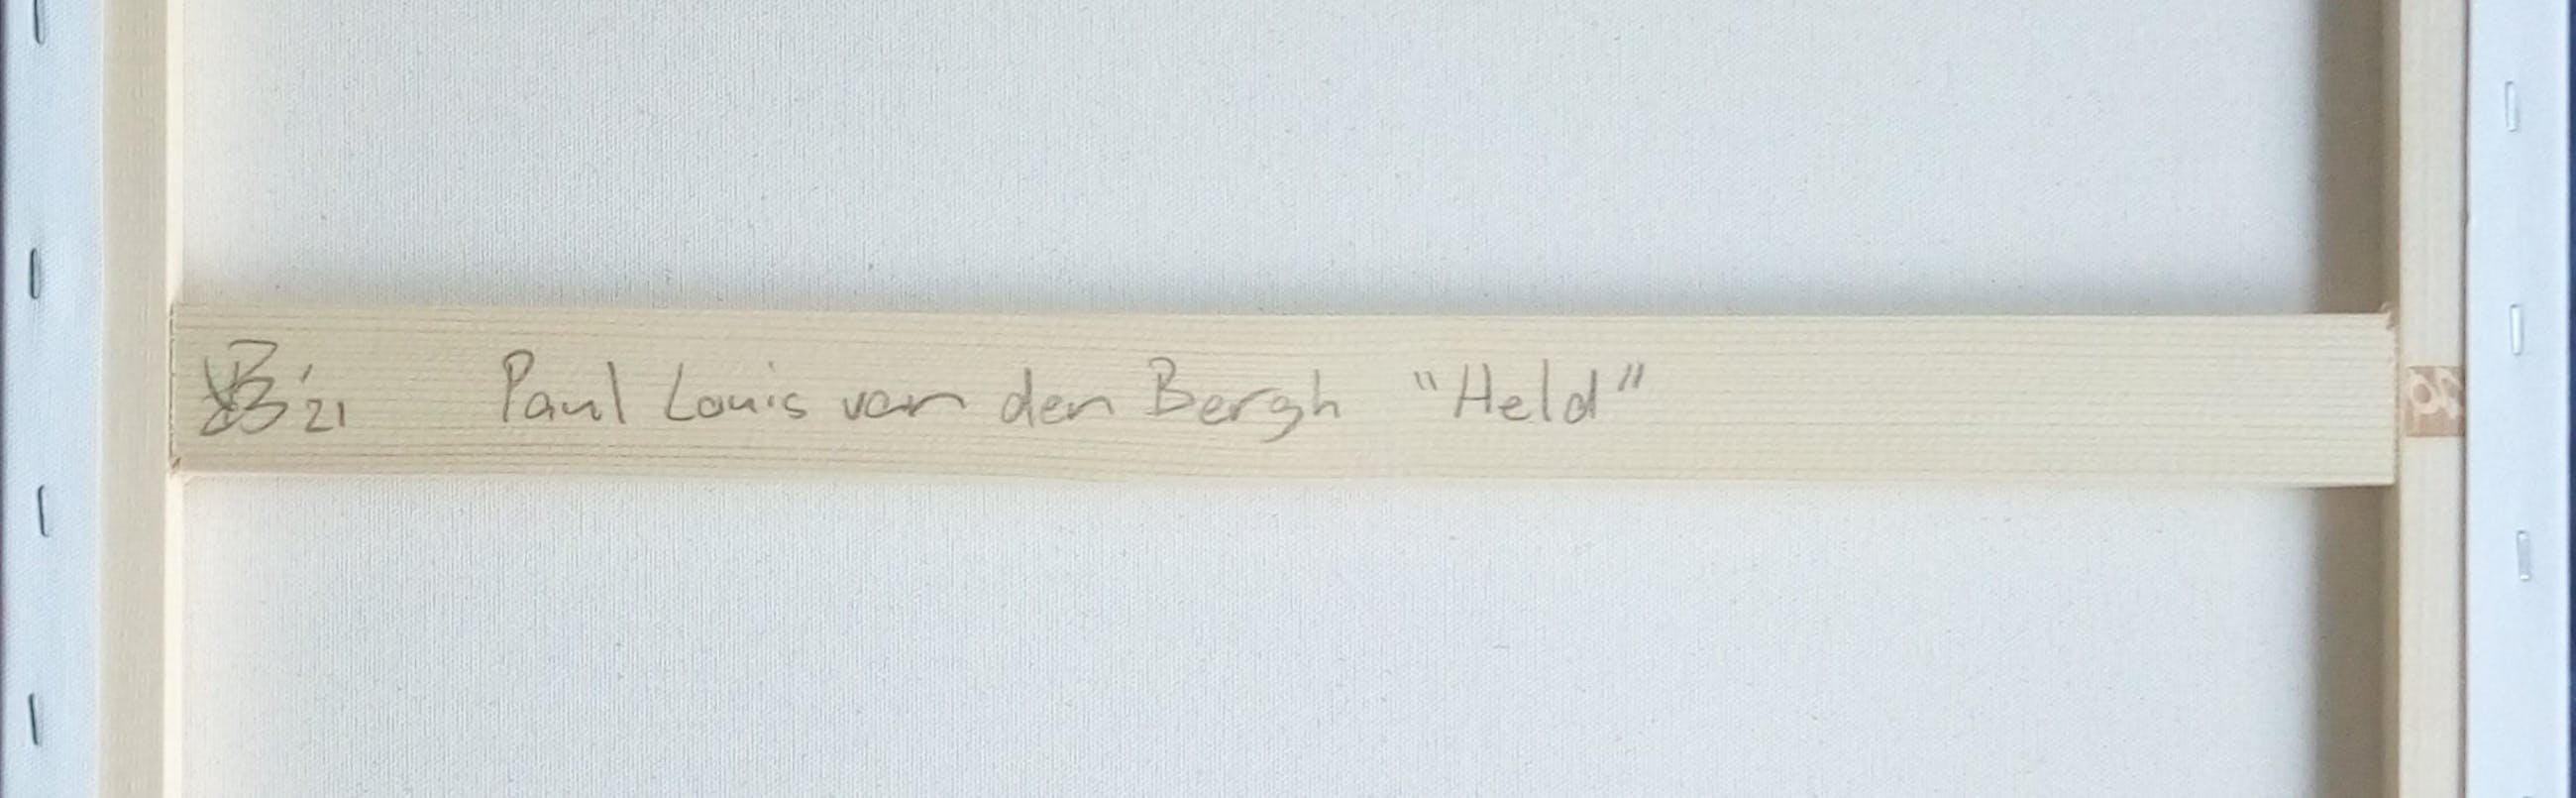 B '21 Paul Louis van den Bergh "Held"